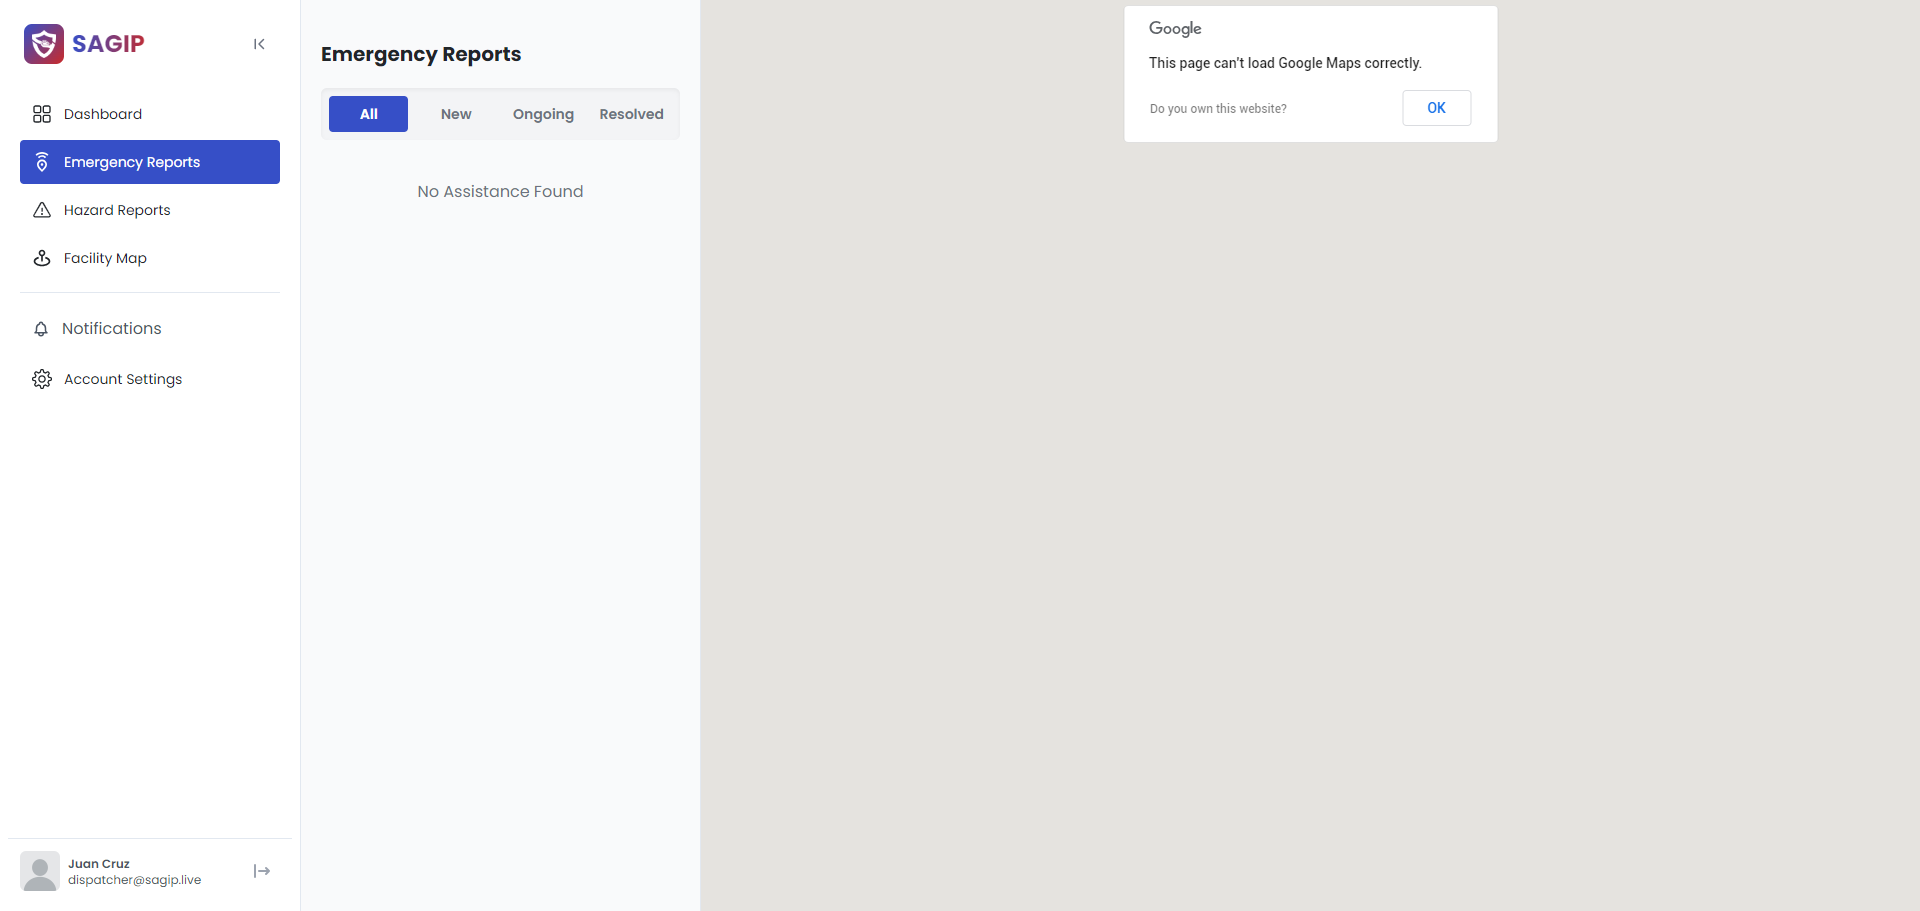 SAGIP
Dashboard
Emergency Reports
Hazard Reports
Facility Map
Notifications
Account Settings
Juan Cruz
dispatcher@sagip.live
Emergency Reports
All New Ongoing Resolved
No Assistance Found
Google
This page can't load Google Maps correctly.
Do you own this website? OK